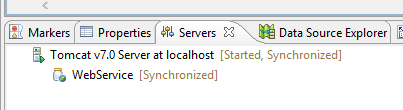 Markers Properties Servers Data Source Explorer
Tomcat v7.0 Server at localhost [Started, Synchronized]
WebService [Synchronized]